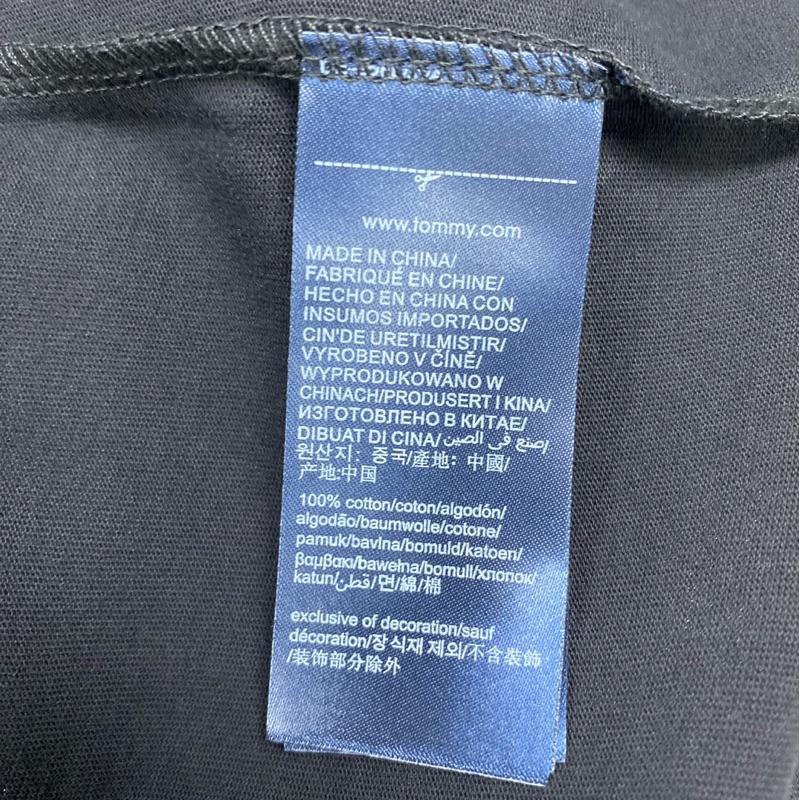 www.tommy.com
MADE IN CHINA/
FABRIQUÉ EN CHINE/
HECHO EN CHINA CON
INSUMOS IMPORTADOS/
CIN'DE URETILMISTIR/
VYROBENO V ČÍNĚ/
WYPRODUKOWANO W
CHINACH/PRODUSERT I KINA/
ИЗГОТОВЛЕНО В КИТАЕ/
DIBUAT DI CINA/صنع في الصين/
원산지: 중국/產地: 中國/
产地:中国
100% cotton/coton/algodón/
algodão/baumwolle/cotone/
pamuk/bavlna/bomuld/katoen/
βαμβακι/bawełna/bomull/хлопок/
katun/قطن/면/綿/棉
exclusive of decoration/sauf
décoration/장식재 제외/不含裝飾
/装饰部分除外